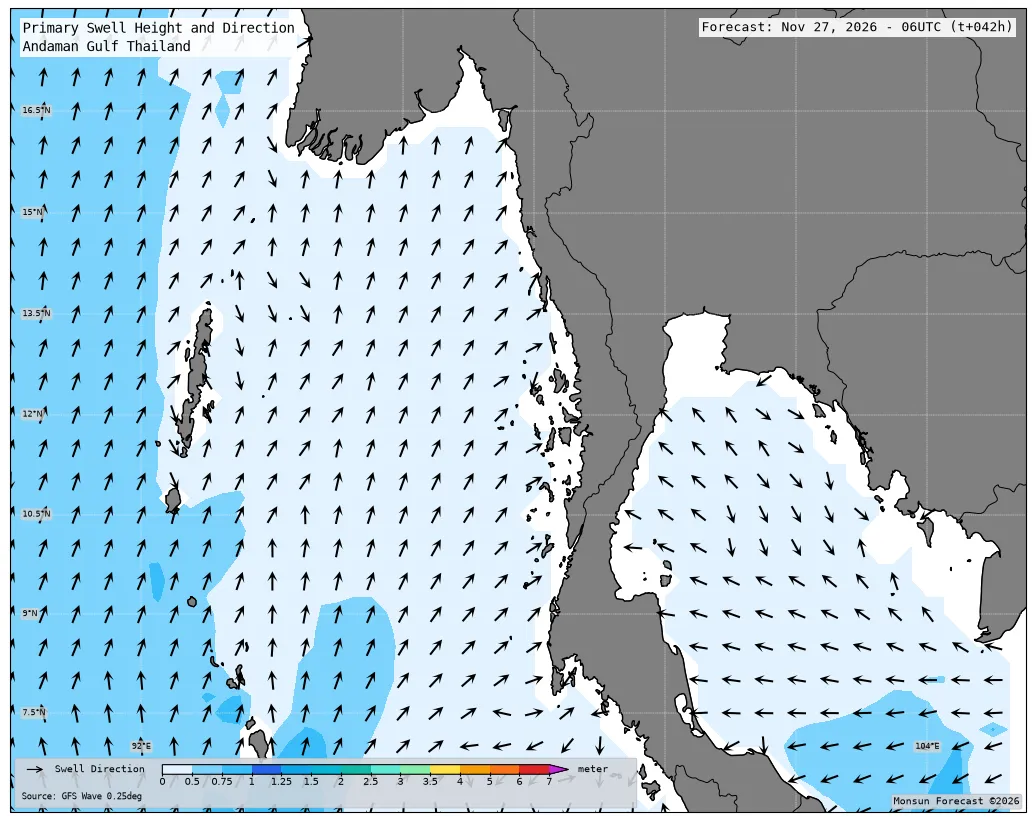 Primary Swell Height and Direction
Andaman Gulf Thailand
Forecast: Nov 27, 2026 - 06UTC (t+042h)
16.5°N
15°N
13.5°N
12°N
10.5°N
9°N
7.5°N
92°E
104°E
Swell Direction
meter
0 0.5 0.75 1 1.25 1.5 2 2.5 3 3.5 4 5 6 7
Source: GFS Wave 0.25deg
Monsun Forecast ©2026